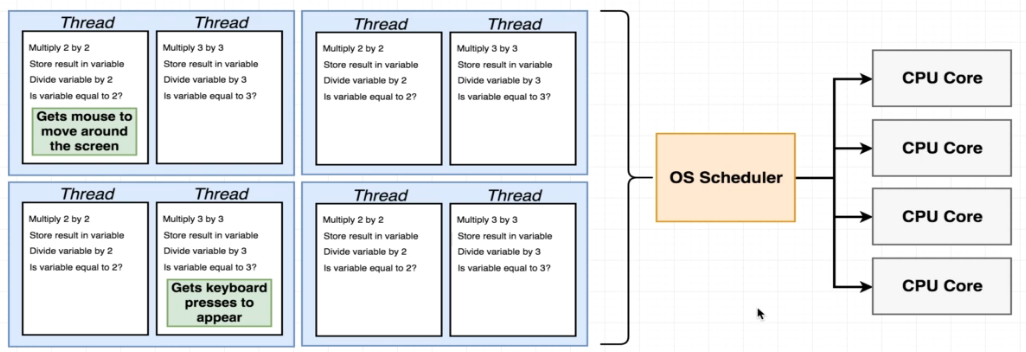 Thread
Multiply 2 by 2
Store result in variable
Divide variable by 2
Is variable equal to 2?
Gets mouse to
move around
the screen
Thread
Multiply 3 by 3
Store result in variable
Divide variable by 3
Is variable equal to 3?
Thread
Multiply 2 by 2
Store result in variable
Divide variable by 2
Is variable equal to 2?
Thread
Multiply 3 by 3
Store result in variable
Divide variable by 3
Is variable equal to 3?
Thread
Multiply 2 by 2
Store result in variable
Divide variable by 2
Is variable equal to 2?
Thread
Multiply 3 by 3
Store result in variable
Divide variable by 3
Is variable equal to 3?
Gets keyboard
presses to
appear
Thread
Multiply 2 by 2
Store result in variable
Divide variable by 2
Is variable equal to 2?
Thread
Multiply 3 by 3
Store result in variable
Divide variable by 3
Is variable equal to 3?
OS Scheduler
CPU Core
CPU Core
CPU Core
CPU Core